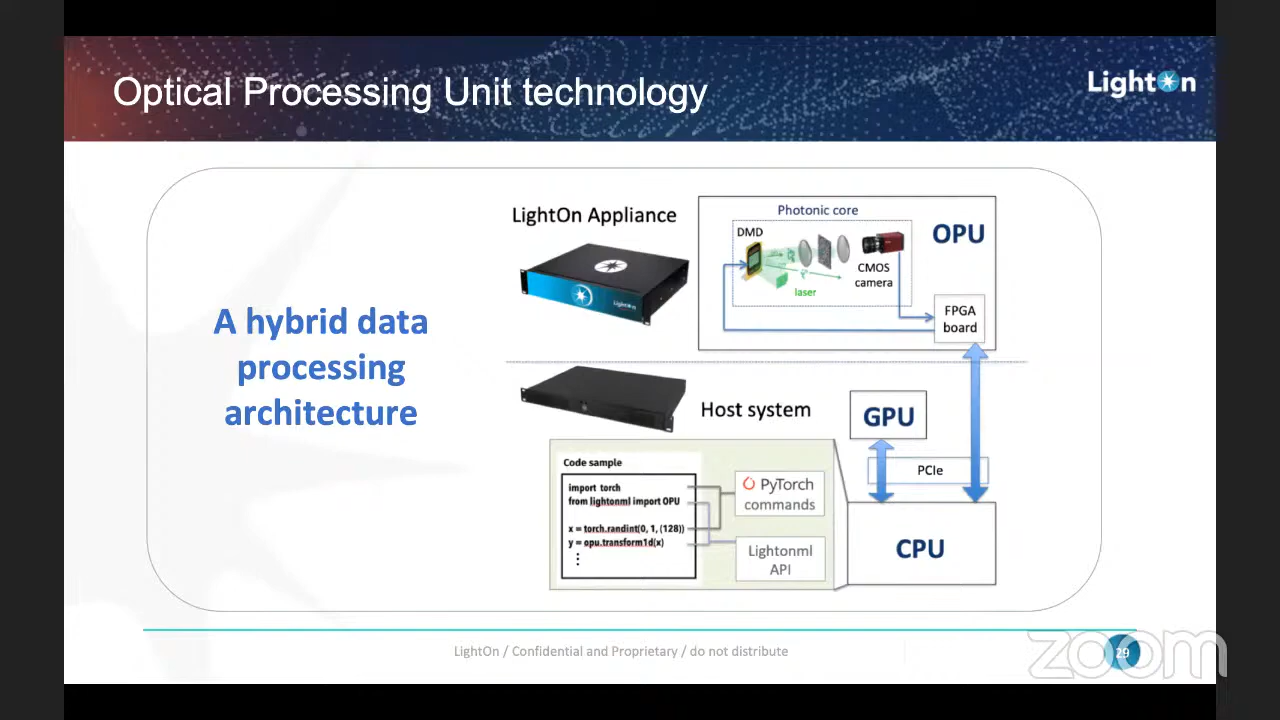 Optical Processing Unit technology
LightOn
A hybrid data
processing
architecture
LightOn Appliance
LightOn
Photonic core
OPU
DMD
laser
CMOS
camera
FPGA
board
Host system
GPU
PCIe
CPU
Code sample
import torch
from lightonml import OPU
x = torch.randint(0, 1, (128))
y = opu.transform1d(x)
⋮
PyTorch
commands
Lightonml
API
LightOn / Confidential and Proprietary / do not distribute
29
zoom